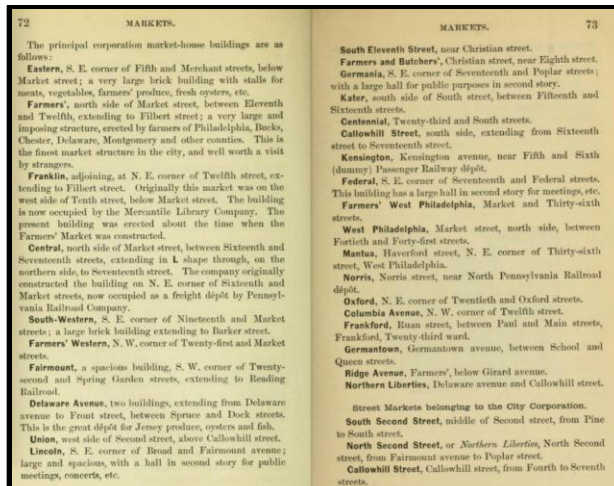 72 MARKETS.
The principal corporation market-house buildings are as
follows:
Eastern, S. E. corner of Fifth and Merchant streets, below
Market street; a very large brick building with stalls for
meats, vegetables, farmers' produce, fresh oysters, etc.
Farmers', north side of Market street, between Eleventh
and Twelfth, extending to Filbert street; a very large and
imposing structure, erected by farmers of Philadelphia, Bucks,
Chester, Delaware, Montgomery and other counties. This is
the finest market structure in the city, and well worth a visit
by strangers.
Franklin, adjoining, at N. E. corner of Twelfth street, ex-
tending to Filbert street. Originally this market was on the
west side of Tenth street, below Market street. The building
is now occupied by the Mercantile Library Company. The
present building was erected about the time when the
Farmers' Market was constructed.
Central, north side of Market street, between Sixteenth and
Seventeenth streets, extending in L shape through, on the
northern side, to Seventeenth street. The company originally
constructed the building on N. E. corner of Sixteenth and
Market streets, now occupied as a freight dépôt by Pennsyl-
vania Railroad Company.
South-Western, S. E. corner of Nineteenth and Market
streets; a large brick building extending to Barker street.
Farmers' Western, N. W. corner of Twenty-first and Market
streets.
Fairmount, a spacious building, S. W. corner of Twenty-
second and Spring Garden streets, extending to Reading
Railroad.
Delaware Avenue, two buildings, extending from Delaware
avenue to Front street, between Spruce and Dock streets.
This is the great dépôt for Jersey produce, oysters and fish.
Union, west side of Second street, above Callowhill street.
Lincoln, S. E. corner of Broad and Fairmount avenue;
large and spacious, with a hall in second story for public
meetings, concerts, etc.
MARKETS. 73
South Eleventh Street, near Christian street.
Farmers and Butchers', Christian street, near Eighth street.
Germania, S. E. corner of Seventeenth and Poplar streets;
with a large hall for public purposes in second story.
Kater, south side of South street, between Fifteenth and
Sixteenth streets.
Centennial, Twenty-third and South streets.
Callowhill Street, south side, extending from Sixteenth
street to Seventeenth street.
Kensington, Kensington avenue, near Fifth and Sixth
(dummy) Passenger Railway dépôt.
Federal, S. E. corner of Seventeenth and Federal streets.
This building has a large hall in second story for meetings, etc.
Farmers' West Philadelphia, Market and Thirty-sixth
streets.
West Philadelphia, Market street, north side, between
Fortieth and Forty-first streets.
Mantua, Haverford street, N. E. corner of Thirty-sixth
street, West Philadelphia.
Norris, Norris street, near North Pennsylvania Railroad
dépôt.
Oxford, N. E. corner of Twentieth and Oxford streets.
Columbia Avenue, N. W. corner of Twelfth street.
Frankford, Ruan street, between Paul and Main streets,
Frankford, Twenty-third ward.
Germantown, Germantown avenue, between School and
Queen streets.
Ridge Avenue, Farmers', below Girard avenue.
Northern Liberties, Delaware avenue and Callowhill street.
Street Markets belonging to the City Corporation.
South Second Street, middle of Second street, from Pine
to South street.
North Second Street, or Northern Liberties, North Second
street, from Fairmount avenue to Poplar street.
Callowhill Street, Callowhill street, from Fourth to Seventh
streets.